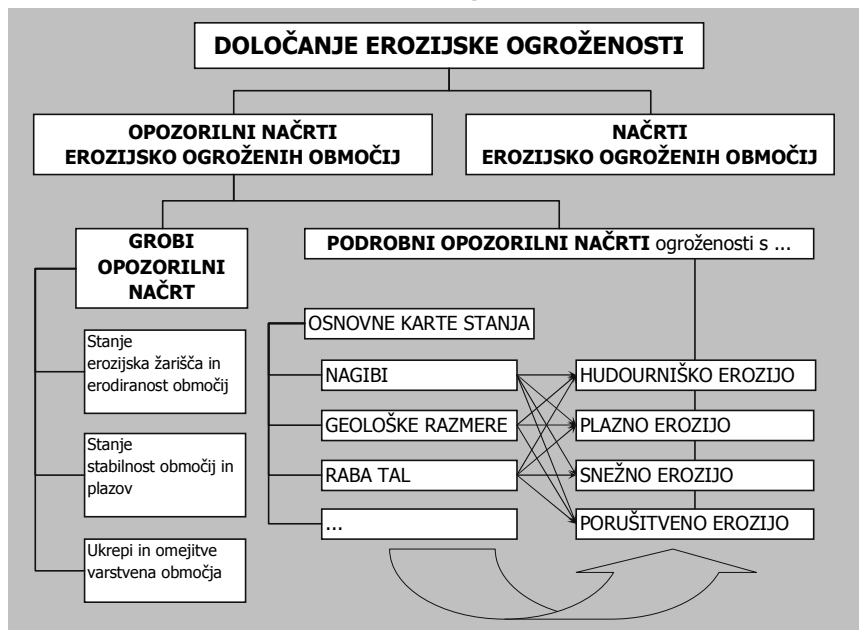 DOLOČANJE EROZIJSKE OGROŽENOSTI
OPOZORILNI NAČRTI
EROZIJSKO OGROŽENIH OBMOČIJ
NAČRTI
EROZIJSKO OGROŽENIH OBMOČIJ
GROBI
OPOZORILNI
NAČRT
PODROBNI OPOZORILNI NAČRTI ogroženosti s ...
Stanje
erozijska žarišča in
erodiranost območij
Stanje
stabilnost območij in
plazov
Ukrepi in omejitve
varstvena območja
OSNOVNE KARTE STANJA
NAGIBI
GEOLOŠKE RAZMERE
RABA TAL
...
HUDOURNIŠKO EROZIJO
PLAZNO EROZIJO
SNEŽNO EROZIJO
PORUŠITVENO EROZIJO